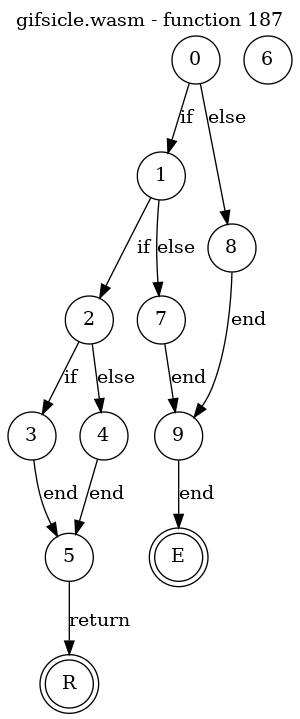 gifsicle.wasm - function 187
0
6
if
else
1
8
if
else
2
7
end
if
else
end
3
4
9
end
end
end
5
E
return
R